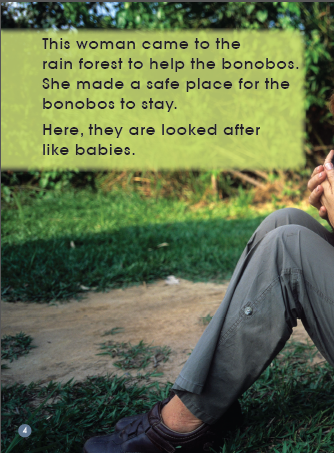 This woman came to the
rain forest to help the bonobos.
She made a safe place for the
bonobos to stay.
Here, they are looked after
like babies.
4